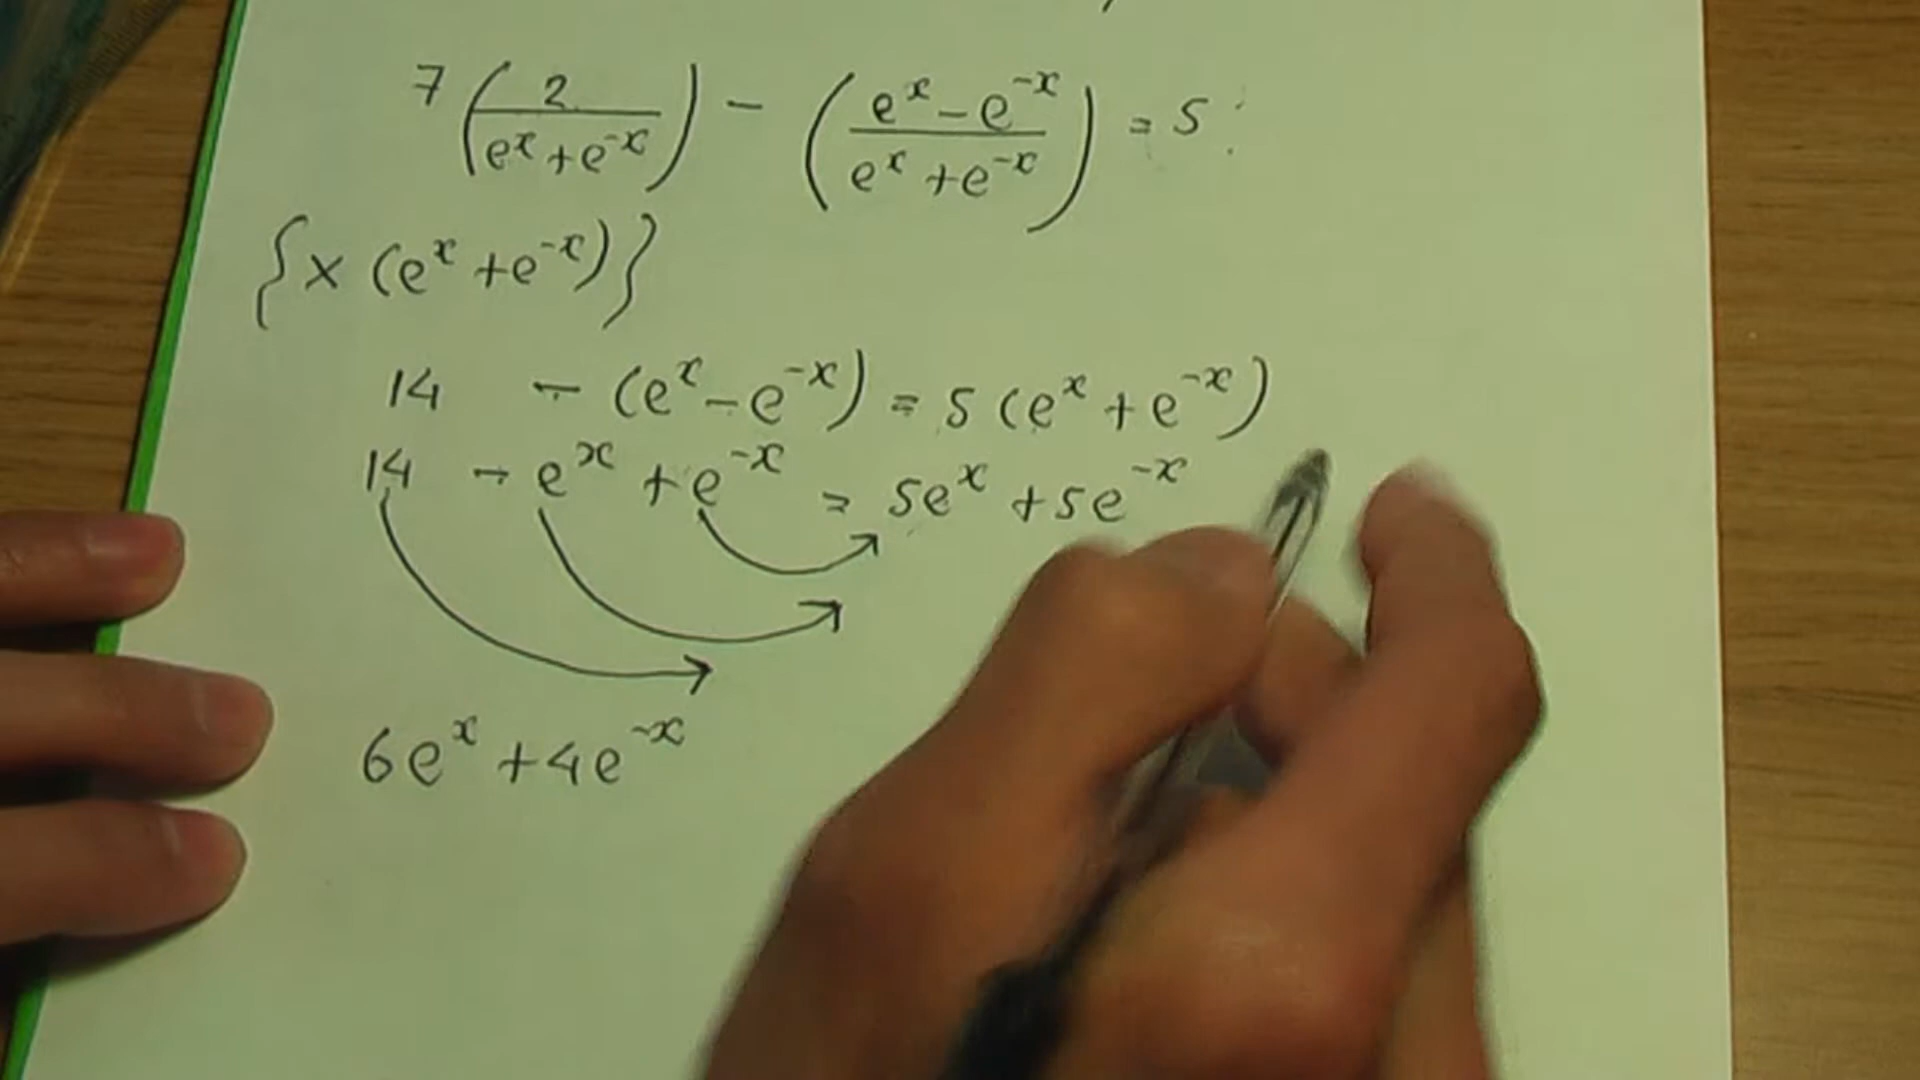 7 (2/(e^x + e^-x)) - ((e^x - e^-x)/(e^x + e^-x)) = 5
{× (e^x + e^-x)}
14 - (e^x - e^-x) = 5 (e^x + e^-x)
14 - e^x + e^-x = 5e^x + 5e^-x
6e^x + 4e^-x